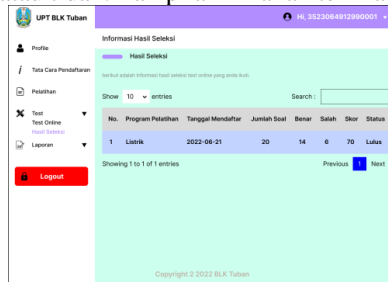 UPT BLK Tuban
Hi, 3523064912990001
Profile
Tata Cara Pendaftaran
Pelatihan
Test
Test Online
Hasil Seleksi
Laporan
Logout
Informasi Hasil Seleksi
Hasil Seleksi
berikut adalah informasi hasil seleksi test online yang anda ikuti.
Show 10 entries Search :
No. Program Pelatihan Tanggal Mendaftar Jumlah Soal Benar Salah Skor Status
1 Listrik 2022-06-21 20 14 6 70 Lulus
Showing 1 to 1 of 1 entries Previous 1 Next
Copyright 2 2022 BLK Tuban